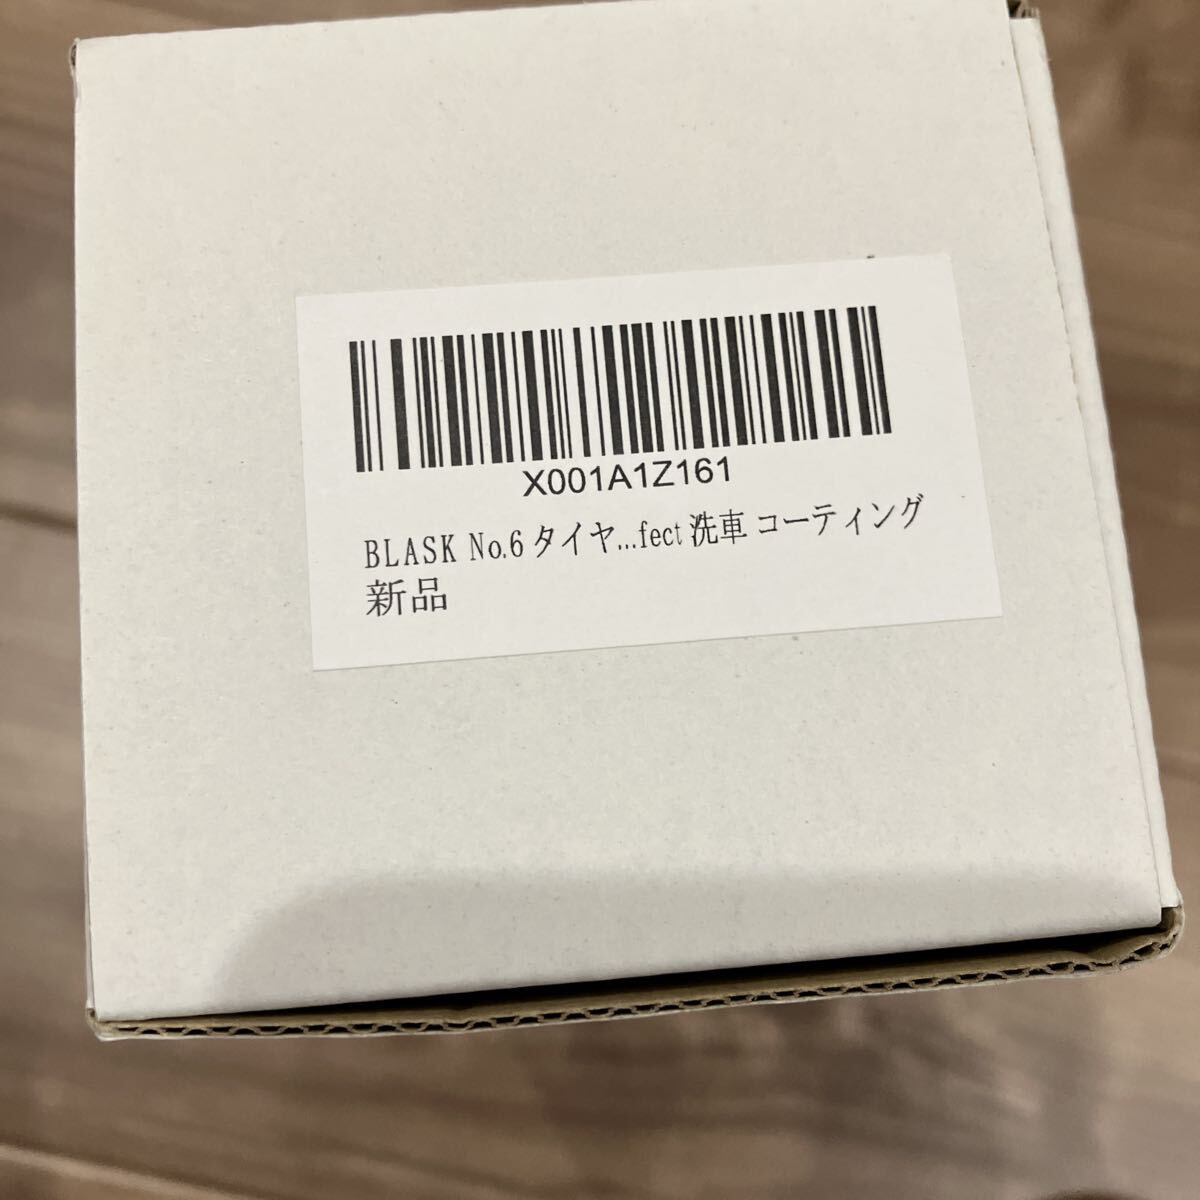 X001A1Z161
BLASK No.6 タイヤ...fect 洗車 コーティング
新品